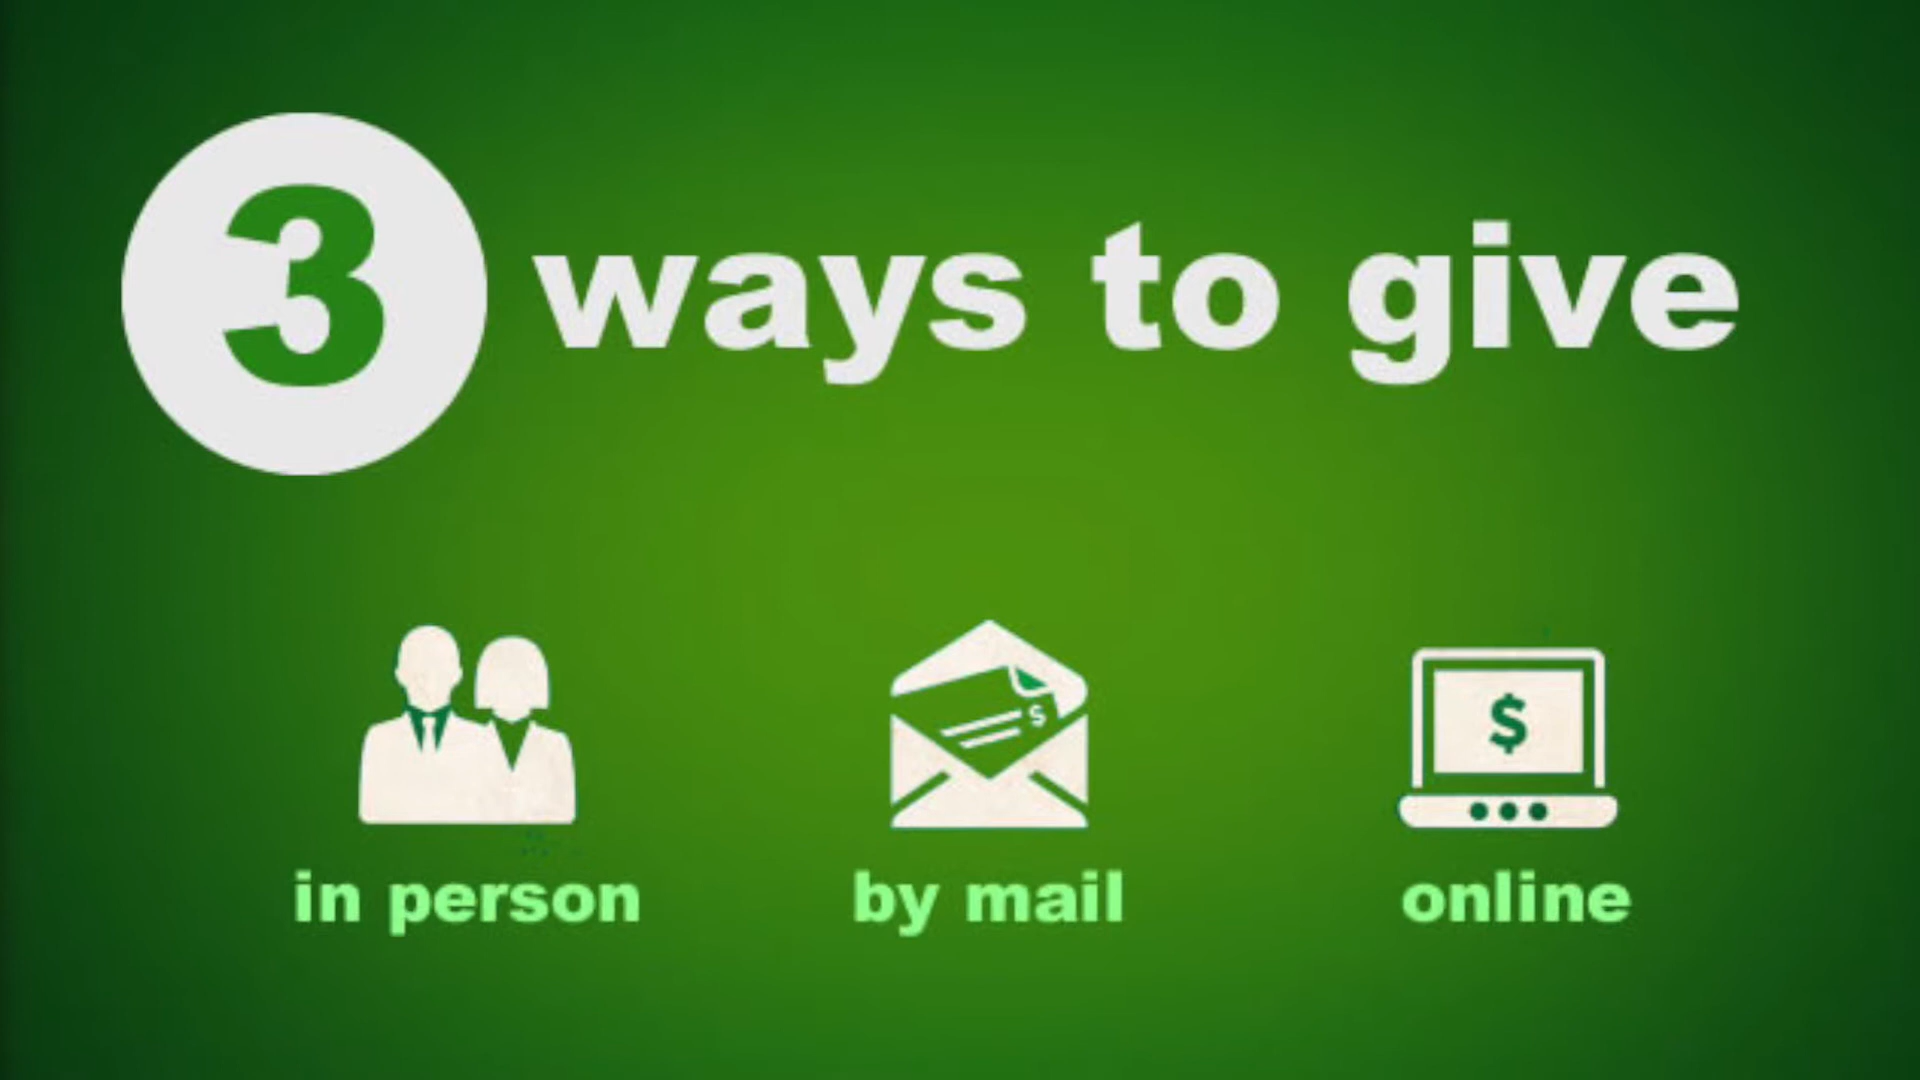 3 ways to give
$
$
in person
by mail
online